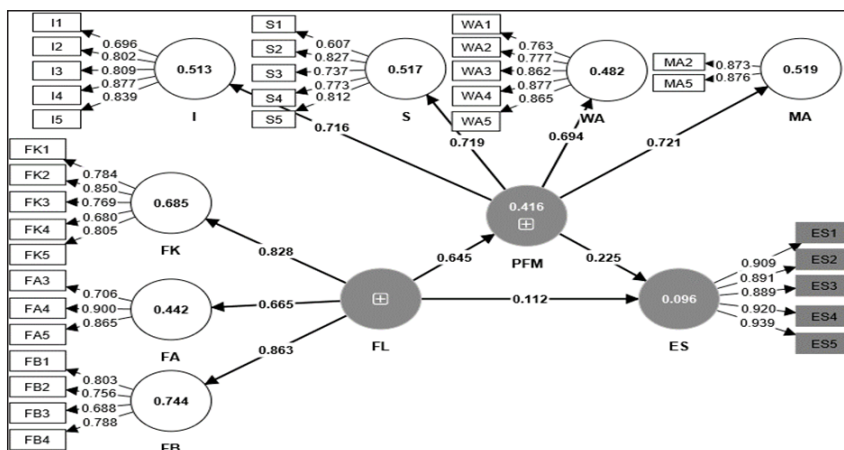 I1
I2
I3
I4
I5
0.696
0.802
0.809
0.877
0.839
0.513
I
S1
S2
S3
S4
S5
0.607
0.827
0.737
0.773
0.812
0.517
S
WA1
WA2
WA3
WA4
WA5
0.763
0.777
0.862
0.877
0.865
0.482
WA
MA2
MA5
0.873
0.876
0.519
MA
0.716
0.719
0.694
0.721
FK1
FK2
FK3
FK4
FK5
0.784
0.850
0.769
0.680
0.805
0.685
FK
0.416
PFM
0.828
0.645
0.225
FA3
FA4
FA5
0.706
0.900
0.865
0.442
FA
0.665
FL
0.112
0.096
ES
0.909
0.891
0.889
0.920
0.939
ES1
ES2
ES3
ES4
ES5
0.863
FB1
FB2
FB3
FB4
0.803
0.756
0.688
0.788
0.744
FB